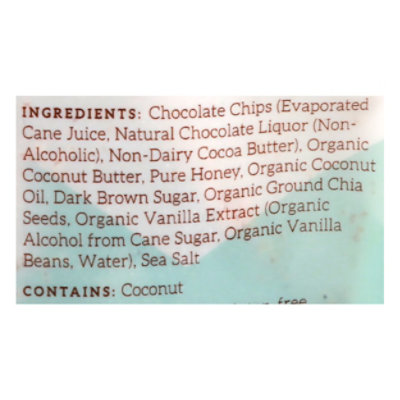 INGREDIENTS: Chocolate Chips (Evaporated
Cane Juice, Natural Chocolate Liquor (Non-
Alcoholic), Non-Dairy Cocoa Butter), Organic
Coconut Butter, Pure Honey, Organic Coconut
Oil, Dark Brown Sugar, Organic Ground Chia
Seeds, Organic Vanilla Extract (Organic
Alcohol from Cane Sugar, Organic Vanilla
Beans, Water), Sea Salt
CONTAINS: Coconut
free